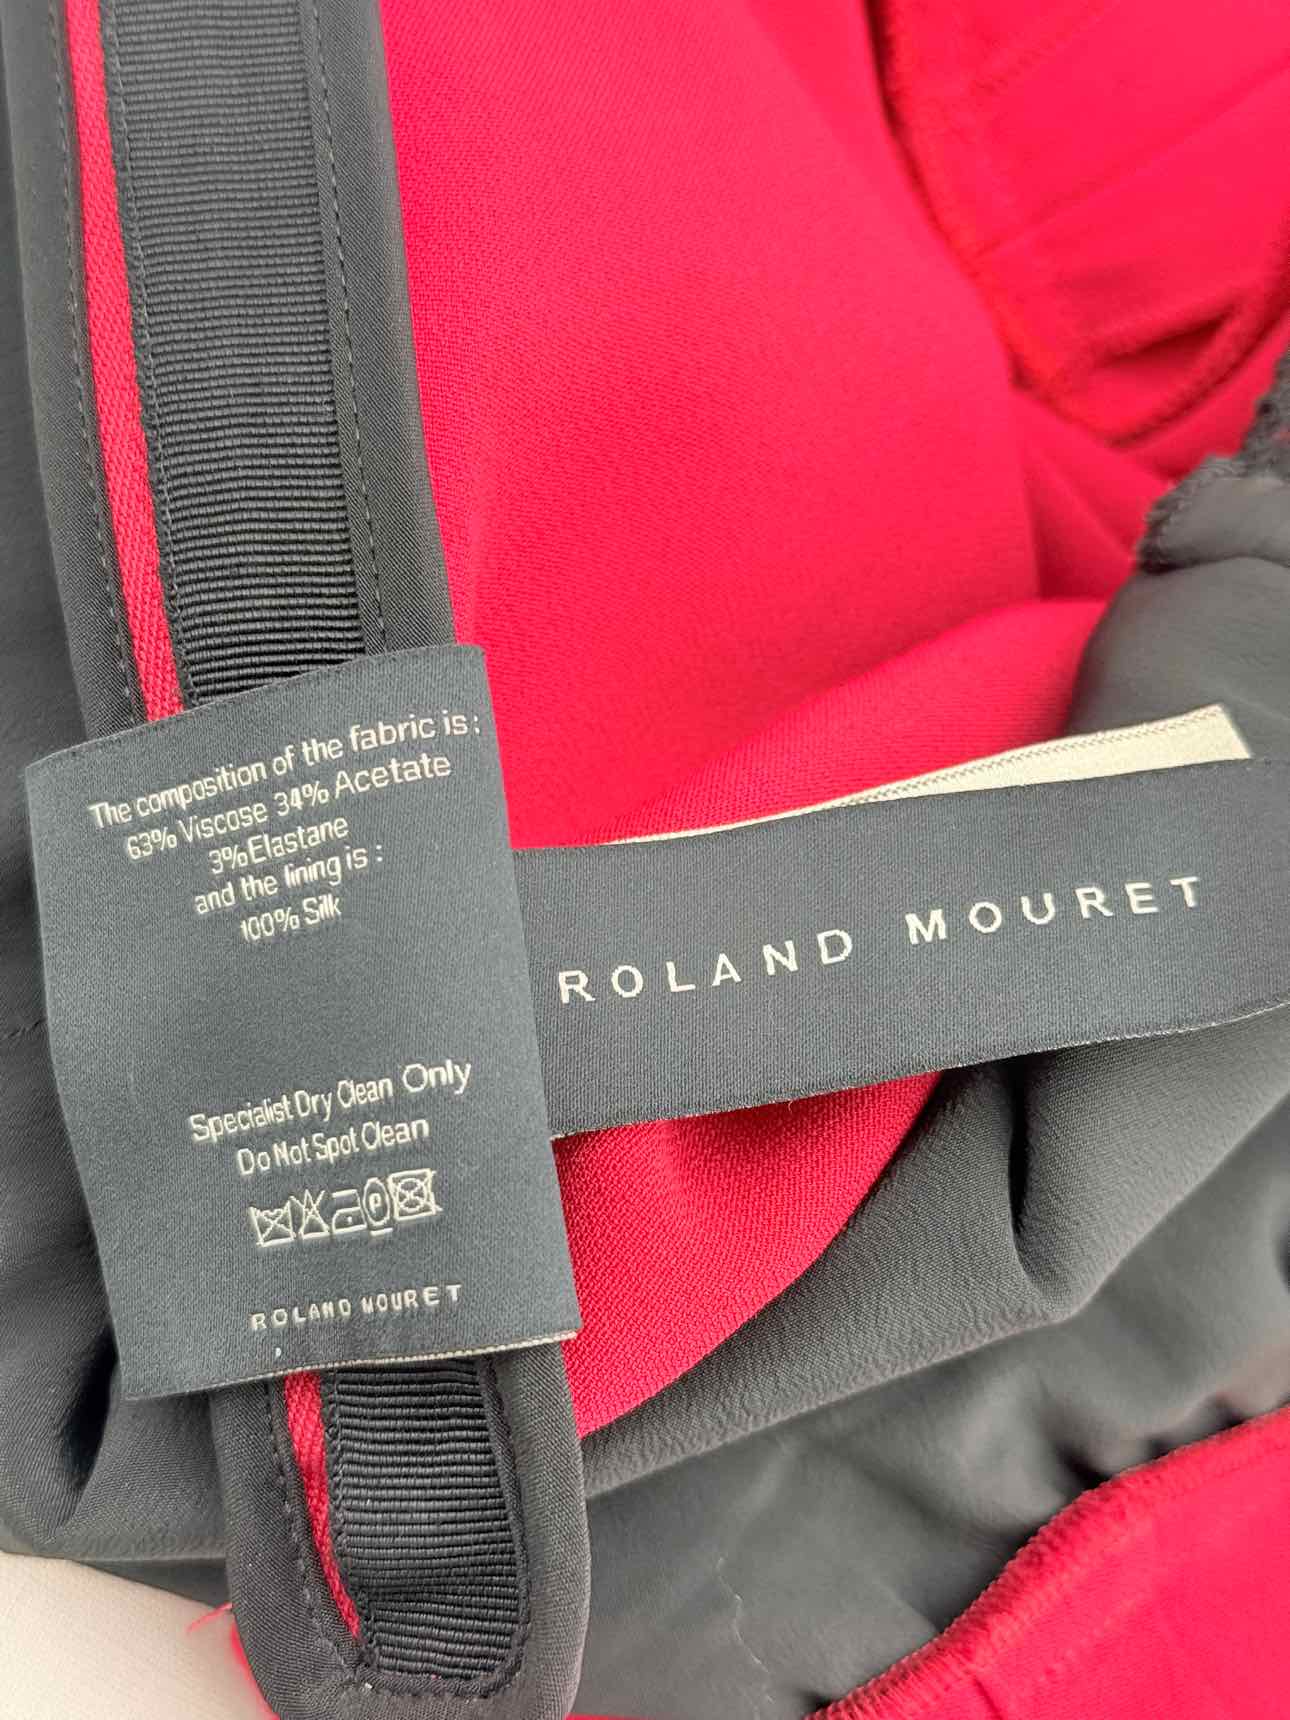 The composition of the fabric is :
63% Viscose 34% Acetate
3%Elastane
and the lining is :
100% Silk
Specialist Dry Clean Only
Do Not Spot Clean
P
ROLAND MOURET
ROLAND MOURET